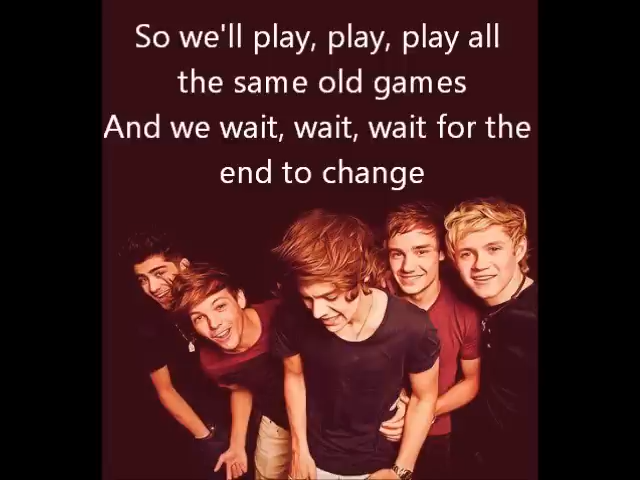 So we'll play, play, play all
the same old games
And we wait, wait, wait for the
end to change